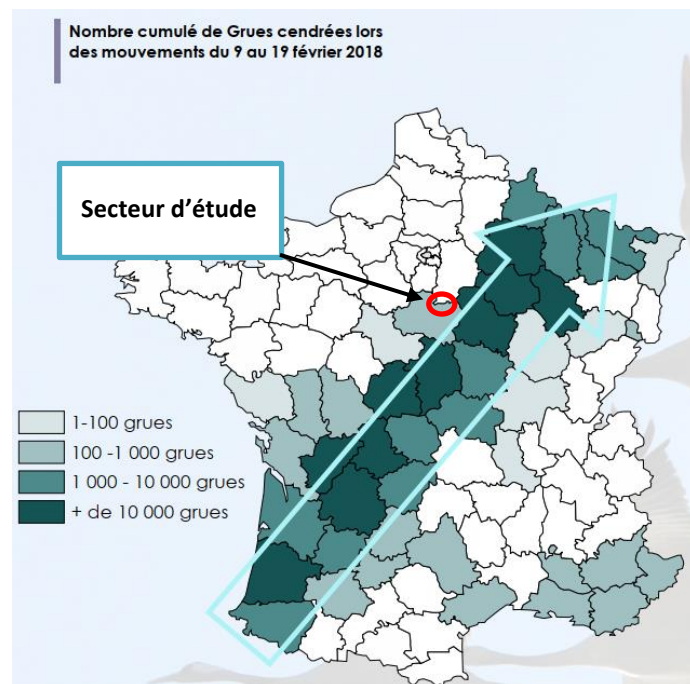 Nombre cumulé de Grues cendrées lors
des mouvements du 9 au 19 février 2018
Secteur d’étude
1-100 grues
100 -1 000 grues
1 000 - 10 000 grues
+ de 10 000 grues